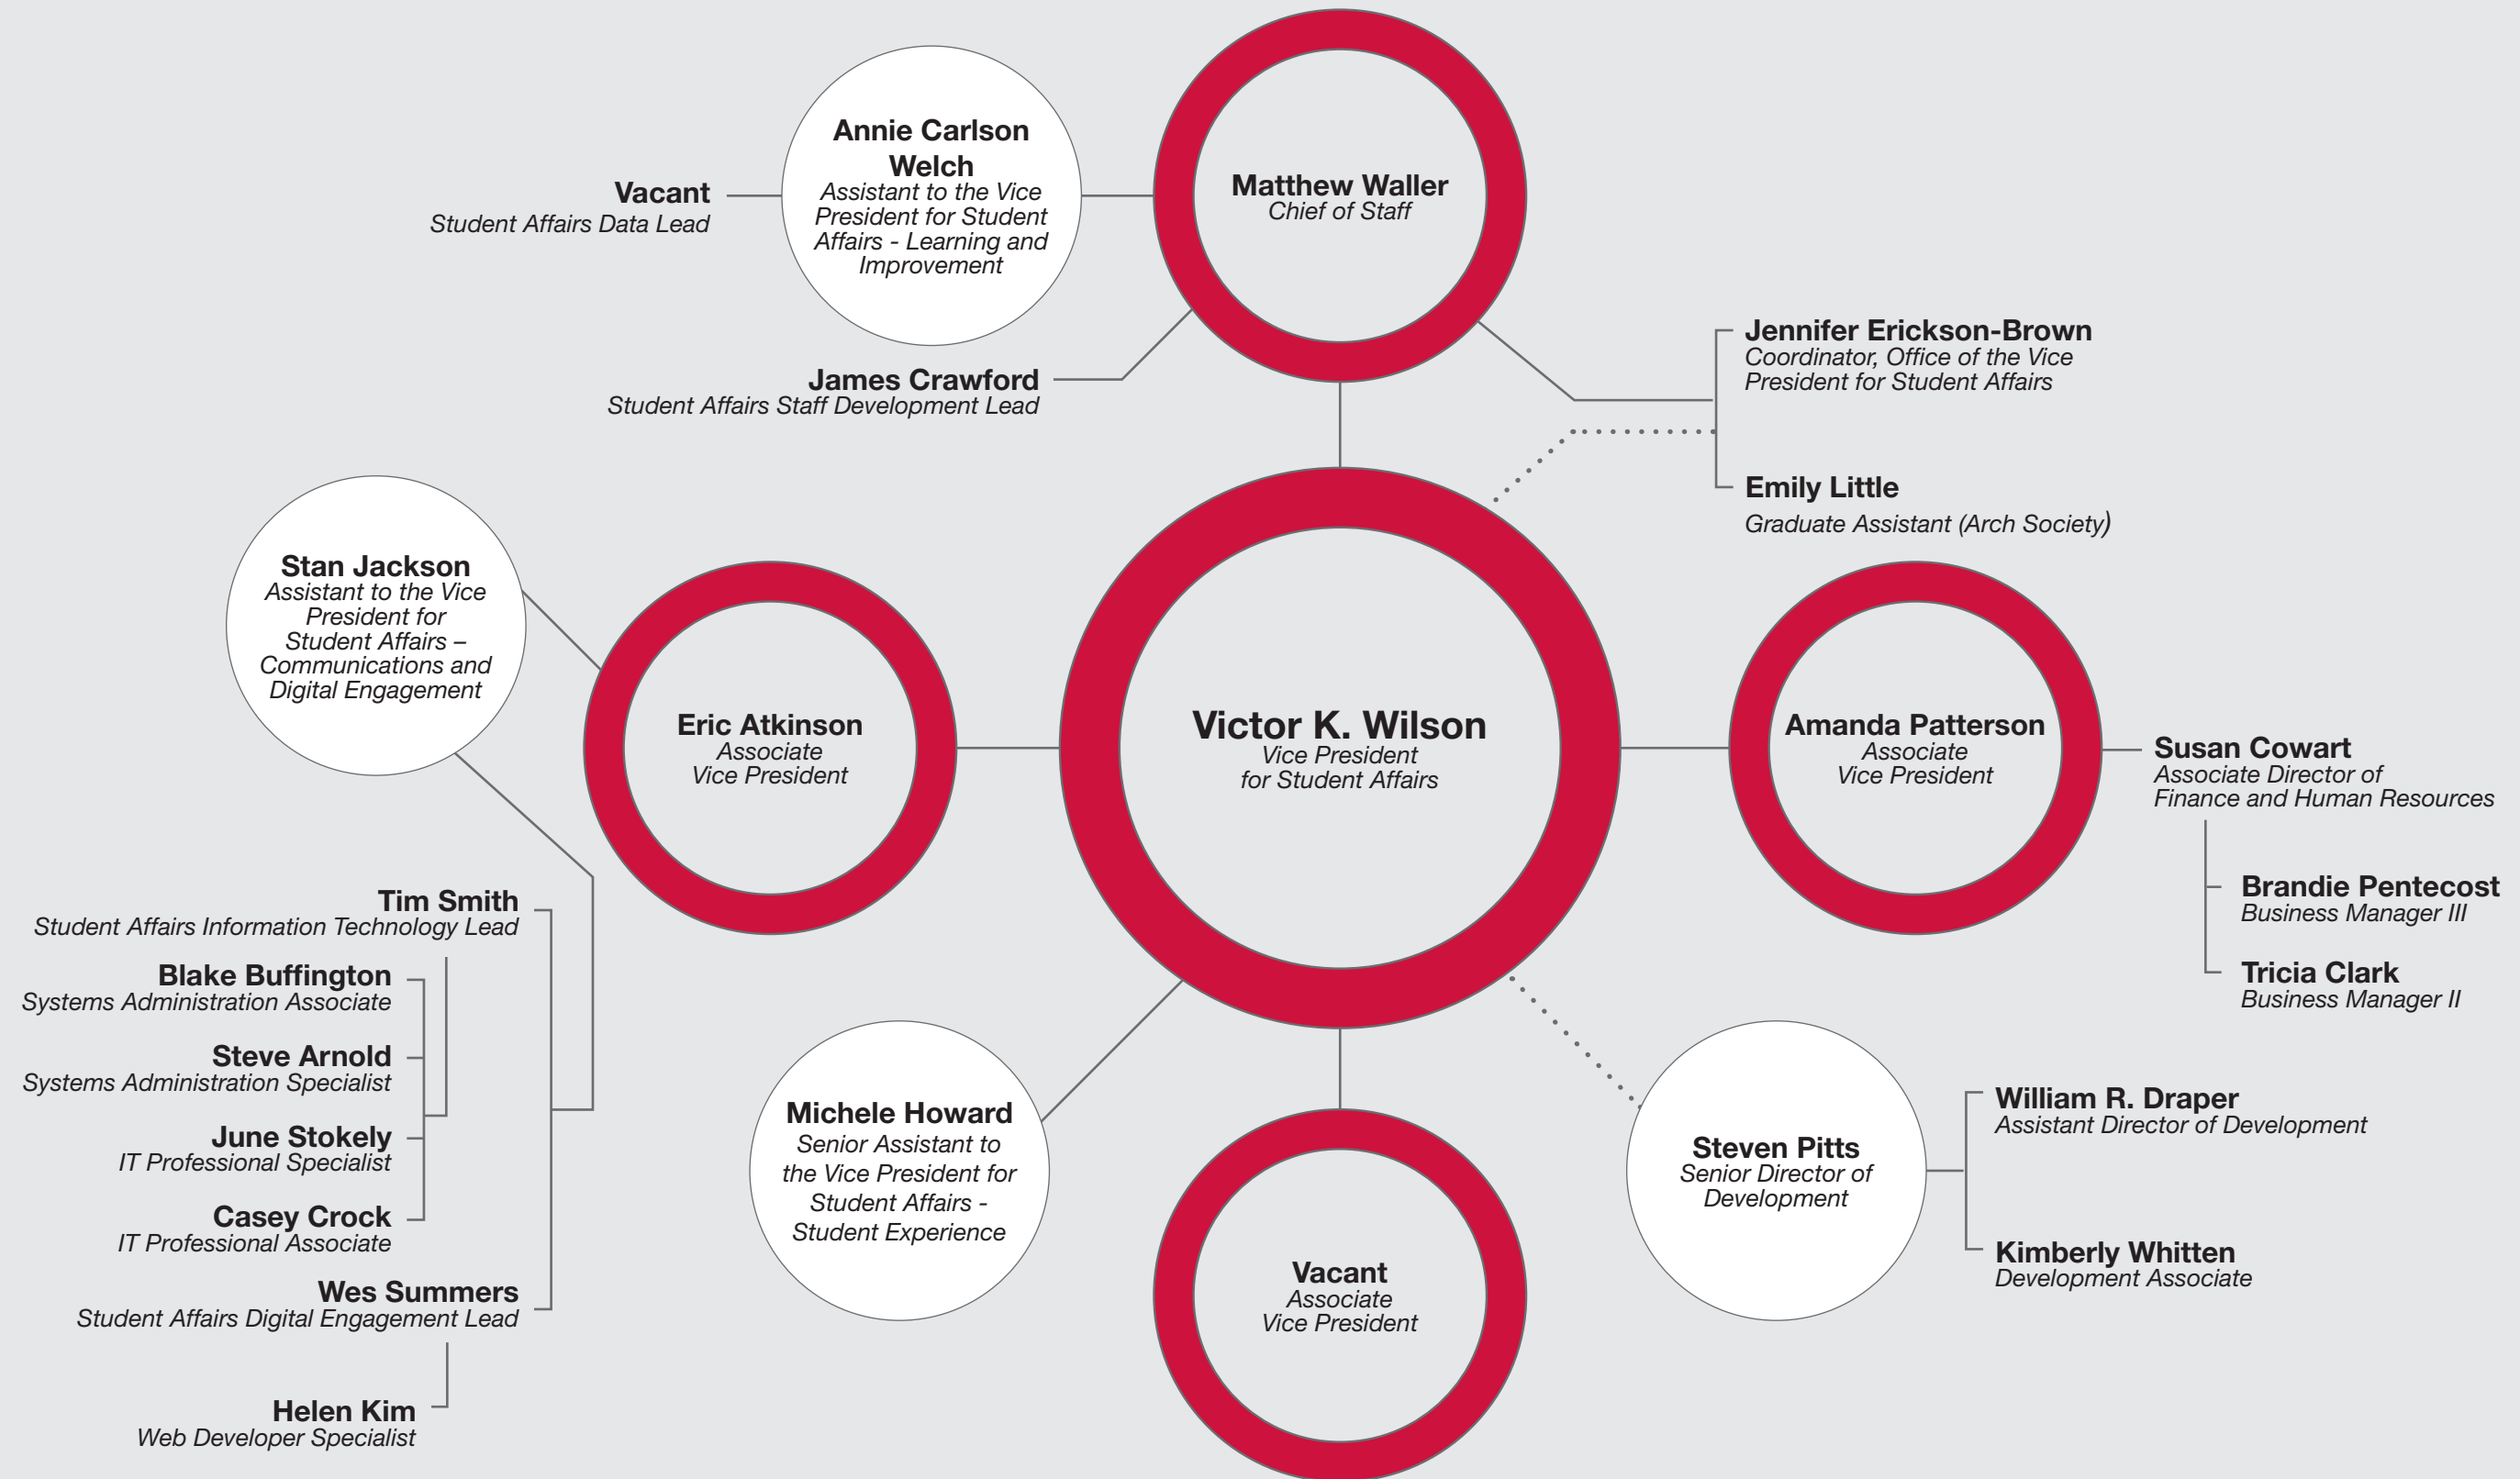 Annie Carlson
Welch
Assistant to the Vice
President for Student
Affairs - Learning and
Improvement
Matthew Waller
Chief of Staff
Vacant
Student Affairs Data Lead
James Crawford
Student Affairs Staff Development Lead
Jennifer Erickson-Brown
Coordinator, Office of the Vice
President for Student Affairs
Emily Little
Graduate Assistant (Arch Society)
Stan Jackson
Assistant to the Vice
President for
Student Affairs –
Communications and
Digital Engagement
Eric Atkinson
Associate
Vice President
Victor K. Wilson
Vice President
for Student Affairs
Amanda Patterson
Associate
Vice President
Susan Cowart
Associate Director of
Finance and Human Resources
Brandie Pentecost
Business Manager III
Tricia Clark
Business Manager II
Tim Smith
Student Affairs Information Technology Lead
Blake Buffington
Systems Administration Associate
Steve Arnold
Systems Administration Specialist
June Stokely
IT Professional Specialist
Casey Crock
IT Professional Associate
Wes Summers
Student Affairs Digital Engagement Lead
Helen Kim
Web Developer Specialist
Michele Howard
Senior Assistant to
the Vice President for
Student Affairs -
Student Experience
Vacant
Associate
Vice President
Steven Pitts
Senior Director of
Development
William R. Draper
Assistant Director of Development
Kimberly Whitten
Development Associate